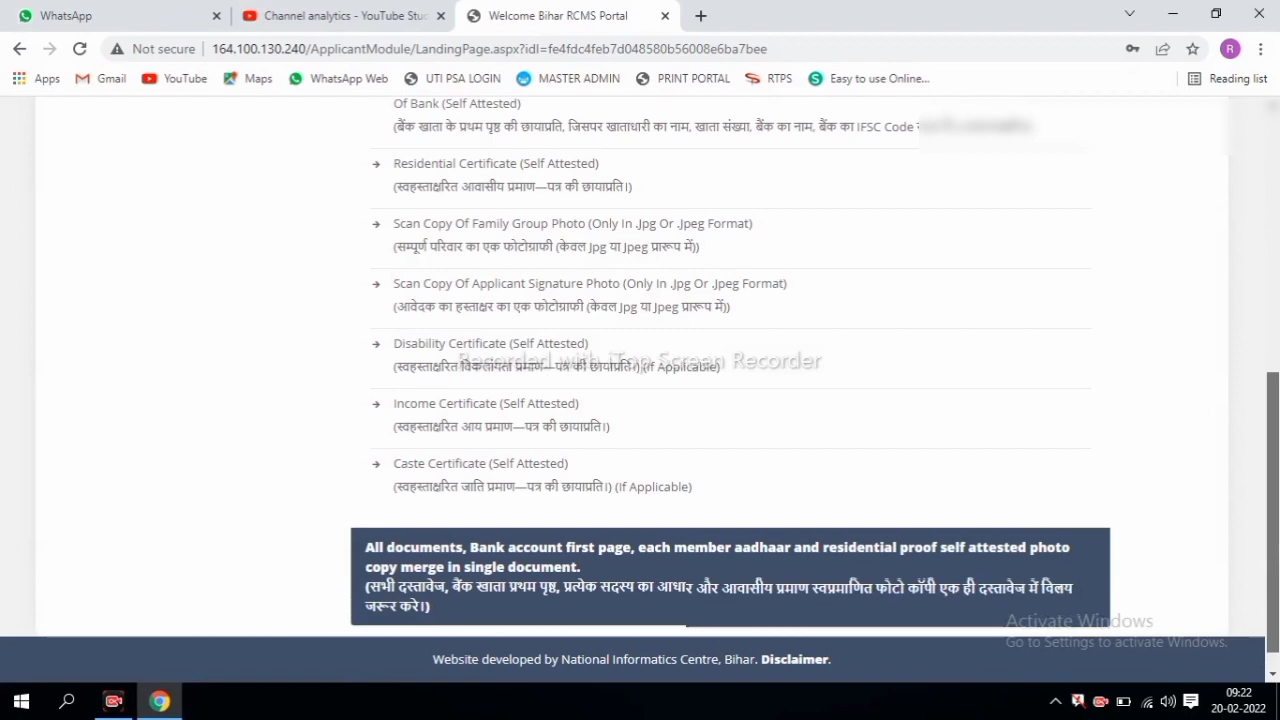 WhatsApp
Channel analytics - YouTube Stu
Welcome Bihar RCMS Portal
Not secure
164.100.130.240/ApplicantModule/LandingPage.aspx?idl=fe4fdc4feb7d048580b56008e6ba7bee
R
Apps
Gmail
YouTube
Maps
WhatsApp Web
UTI PSA LOGIN
MASTER ADMIN
PRINT PORTAL
RTPS
Easy to use Online...
Reading list
Of Bank (Self Attested)
(बैंक खाता के प्रथम पृष्ठ की छायाप्रति, जिसपर खाताधारी का नाम, खाता संख्या, बैंक का नाम, बैंक का IFSC Code
Residential Certificate (Self Attested)
(स्वहस्ताक्षरित आवासीय प्रमाण—पत्र की छायाप्रति।)
Scan Copy Of Family Group Photo (Only In .Jpg Or .Jpeg Format)
(सम्पूर्ण परिवार का एक फोटोग्राफी (केवल Jpg या Jpeg प्रारूप में))
Scan Copy Of Applicant Signature Photo (Only In .Jpg Or .Jpeg Format)
(आवेदक का हस्ताक्षर का एक फोटोग्राफी (केवल Jpg या Jpeg प्रारूप में))
Disability Certificate (Self Attested)
Recorded with iTop Screen Recorder
(स्वहस्ताक्षरित विकलांगता प्रमाण—पत्र की छायाप्रति।) (If Applicable)
Income Certificate (Self Attested)
(स्वहस्ताक्षरित आय प्रमाण—पत्र की छायाप्रति।)
Caste Certificate (Self Attested)
(स्वहस्ताक्षरित जाति प्रमाण—पत्र की छायाप्रति।) (If Applicable)
All documents, Bank account first page, each member aadhaar and residential proof self attested photo
copy merge in single document.
(सभी दस्तावेज, बैंक खाता प्रथम पृष्ठ, प्रत्येक सदस्य का आधार और आवासीय प्रमाण स्वप्रमाणित फोटो कॉपी एक ही दस्तावेज में विलय
जरूर करे।)
Activate Windows
Go to Settings to activate Windows.
Website developed by National Informatics Centre, Bihar. Disclaimer.
09:22
20-02-2022